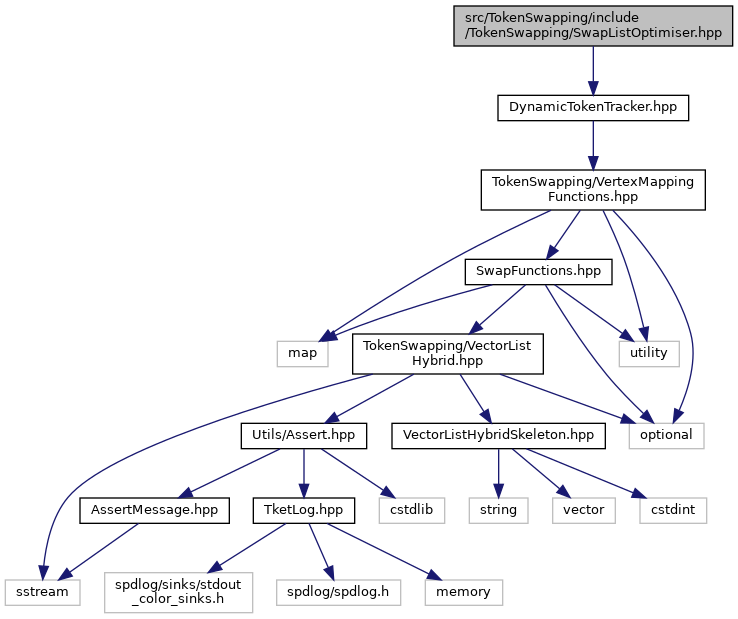 src/TokenSwapping/include
/TokenSwapping/SwapListOptimiser.hpp
DynamicTokenTracker.hpp
TokenSwapping/VertexMapping
Functions.hpp
SwapFunctions.hpp
map
TokenSwapping/VectorList
Hybrid.hpp
utility
Utils/Assert.hpp
VectorListHybridSkeleton.hpp
optional
AssertMessage.hpp
TketLog.hpp
cstdlib
string
vector
cstdint
sstream
spdlog/sinks/stdout
_color_sinks.h
spdlog/spdlog.h
memory